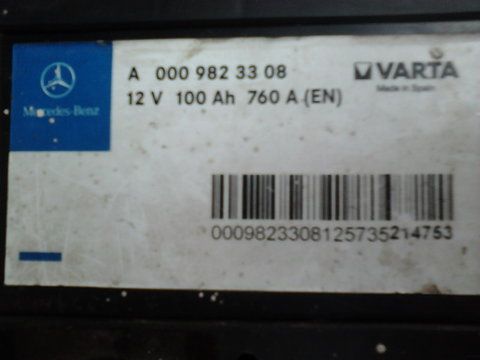 A 000 982 33 08
VARTA
Made in Spain
Mercedes-Benz
12 V 100 Ah 760 A (EN)
0009823308125735214753